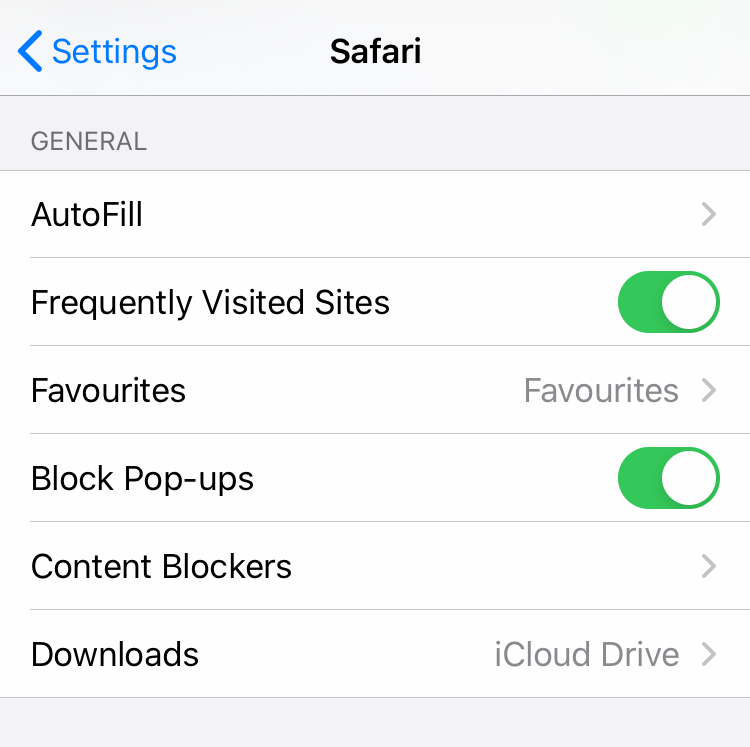 Settings
Safari
GENERAL
AutoFill
Frequently Visited Sites
Favourites Favourites
Block Pop-ups
Content Blockers
Downloads iCloud Drive